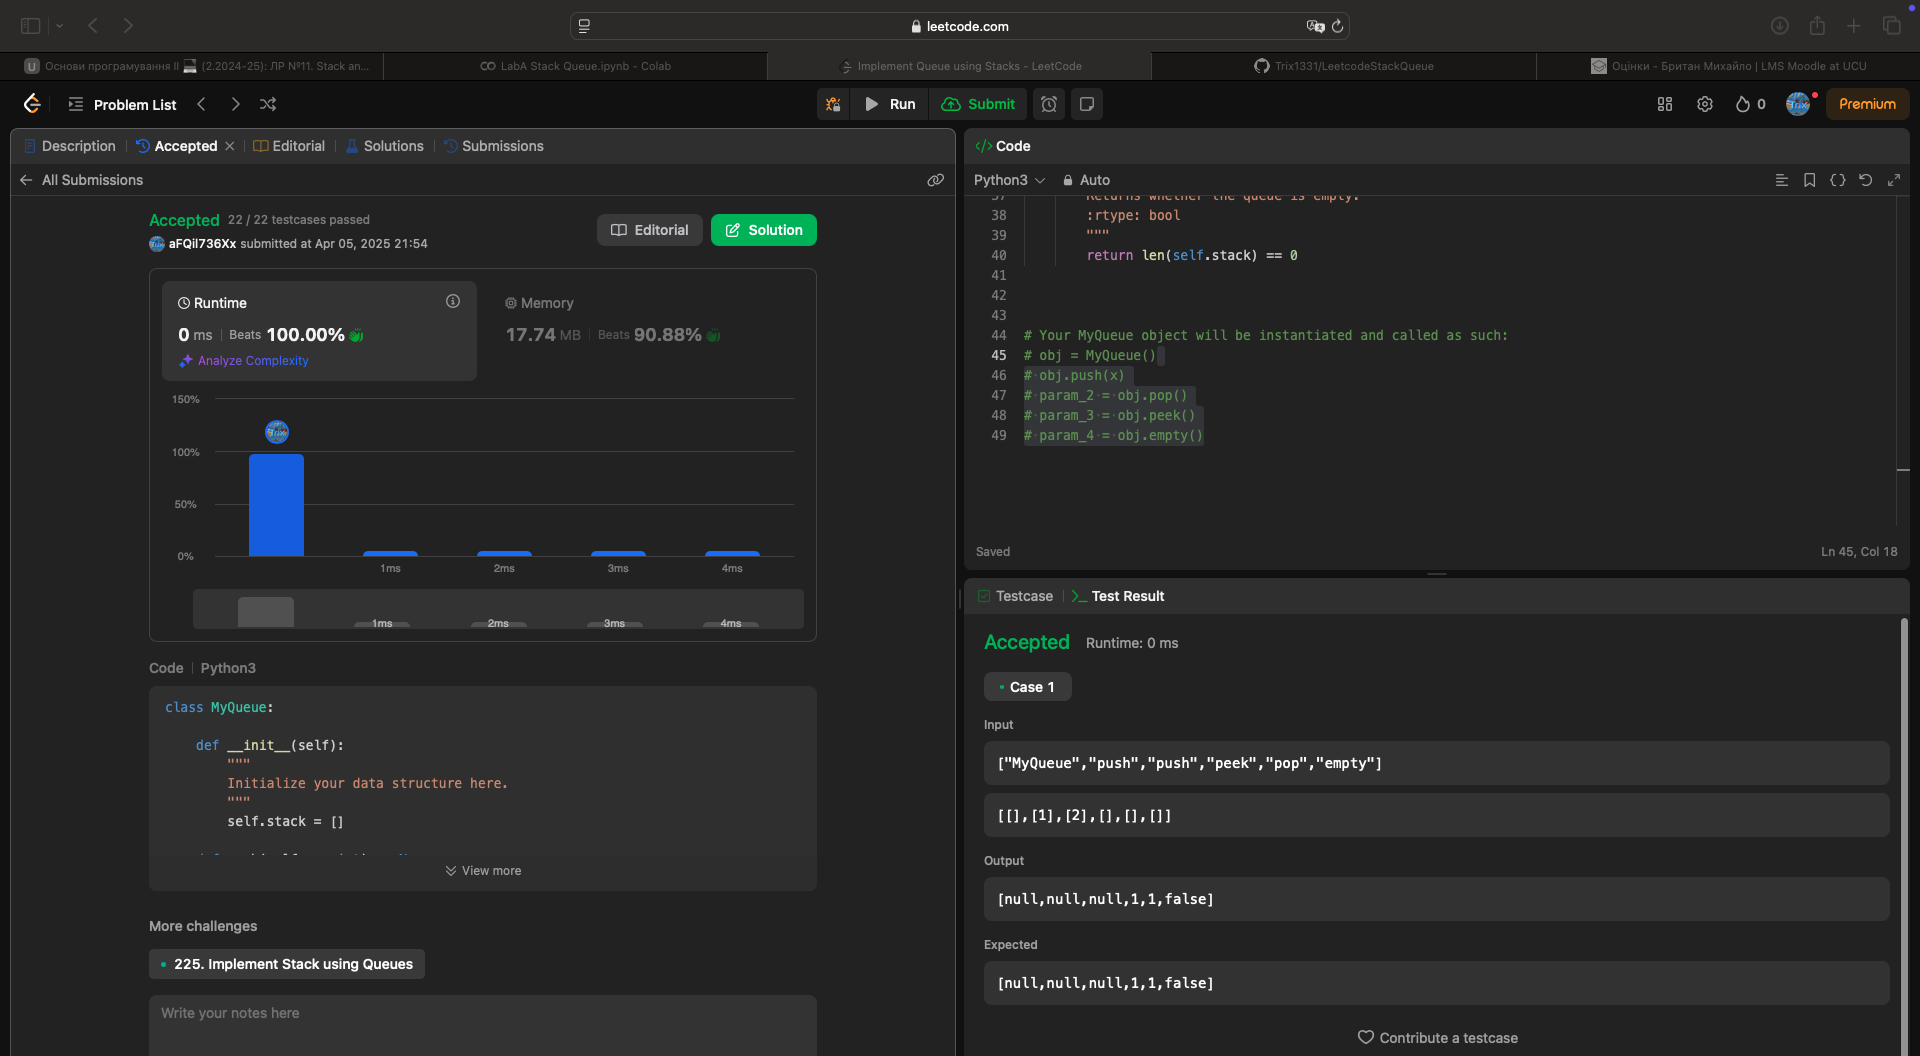 leetcode.com
Основи програмування II 💻 (2.2024-25): ЛР №11. Stack an...
LabA Stack Queue.ipynb - Colab
Implement Queue using Stacks - LeetCode
Trix1331/LeetcodeStackQueue
Оцінки - Британ Михайло | LMS Moodle at UCU
Problem List
Run
Submit
0
Premium
Description
Accepted
Editorial
Solutions
Submissions
All Submissions
Accepted 22 / 22 testcases passed
aFQil736Xx submitted at Apr 05, 2025 21:54
Editorial
Solution
Runtime
0 ms | Beats 100.00%
Analyze Complexity
Memory
17.74 MB | Beats 90.88%
150%
100%
50%
0%
1ms 2ms 3ms 4ms
1ms 2ms 3ms 4ms
Code | Python3
class MyQueue:
def __init__(self):
"""
Initialize your data structure here.
"""
self.stack = []
View more
More challenges
225. Implement Stack using Queues
Write your notes here
</> Code
Python3
Auto
37 Returns whether the queue is empty.
38 :rtype: bool
39 """
40 return len(self.stack) == 0
41
42
43
44 # Your MyQueue object will be instantiated and called as such:
45 # obj = MyQueue()
46 # obj.push(x)
47 # param_2 = obj.pop()
48 # param_3 = obj.peek()
49 # param_4 = obj.empty()
Saved
Ln 45, Col 18
Testcase
>_ Test Result
Accepted Runtime: 0 ms
Case 1
Input
["MyQueue","push","push","peek","pop","empty"]
[[],[1],[2],[],[],[]]
Output
[null,null,null,1,1,false]
Expected
[null,null,null,1,1,false]
Contribute a testcase